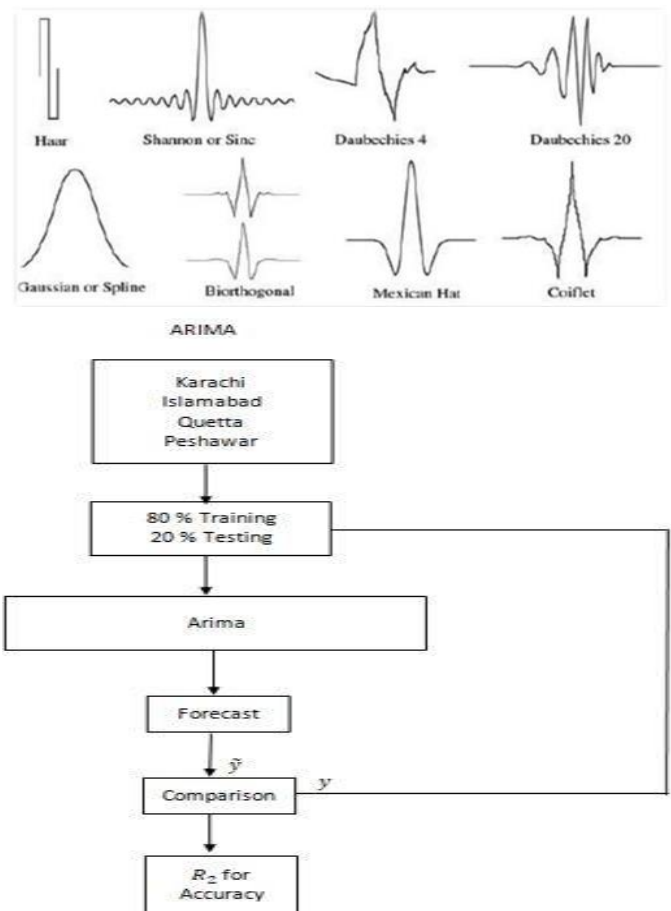 Haar
Shannon or Sinc
Daubechies 4
Daubechies 20
Gaussian or Spline
Biorthogonal
Mexican Hat
Coiflet
ARIMA
Karachi
Islamabad
Quetta
Peshawar
80 % Training
20 % Testing
Arima
Forecast
ỹ
y
Comparison
R₂ for
Accuracy